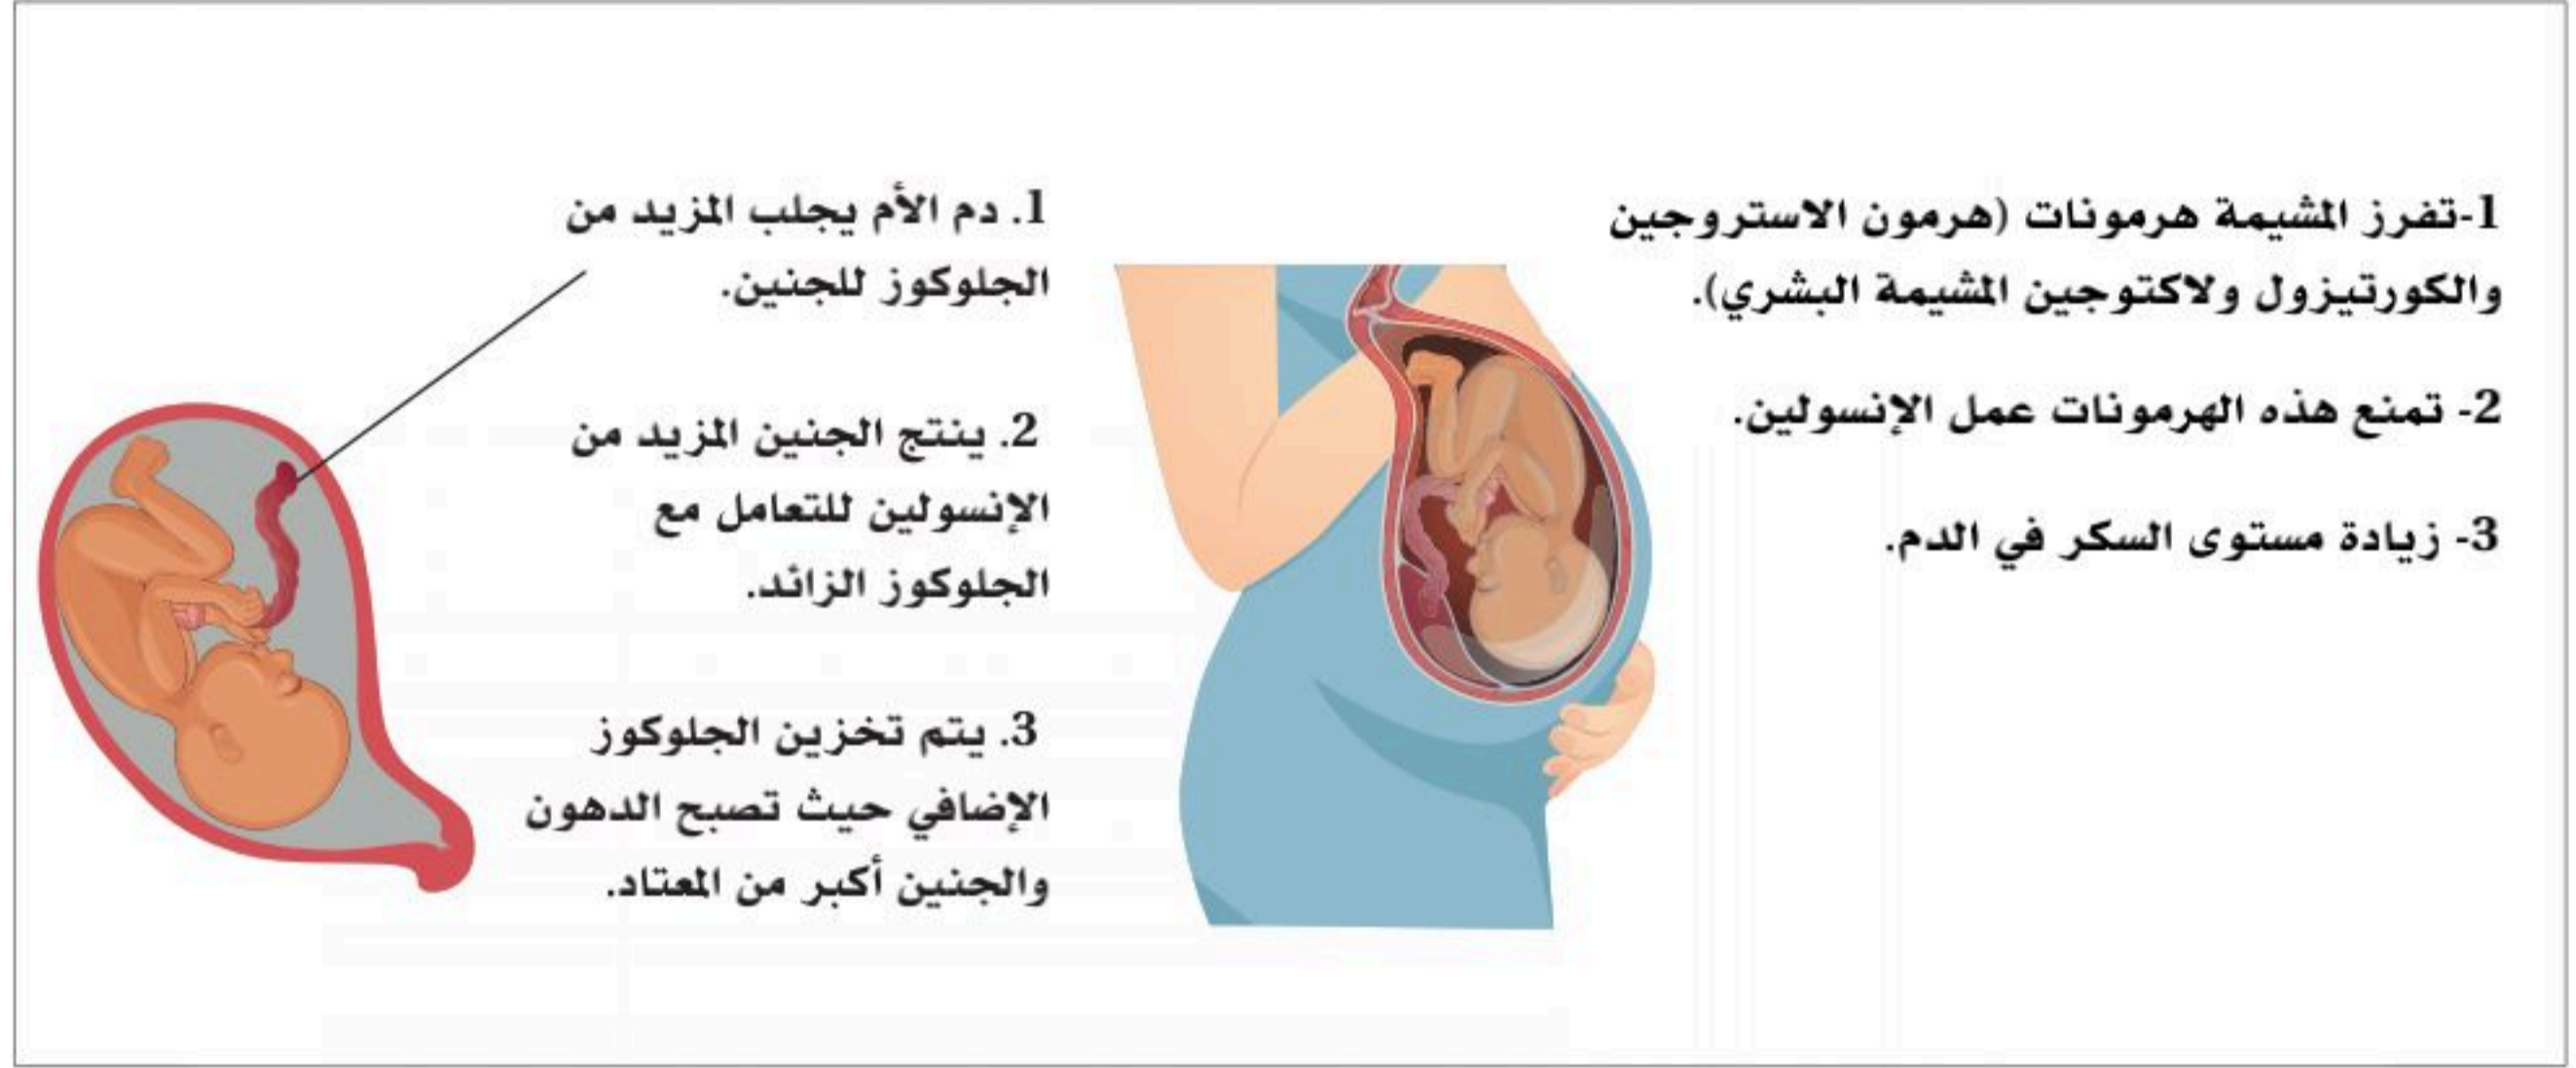 1-تفرز المشيمة هرمونات (هرمون الاستروجين
والكورتيزول ولاكتوجين المشيمة البشري).
2- تمنع هذه الهرمونات عمل الإنسولين.
3- زيادة مستوى السكر في الدم.
1. دم الأم يجلب المزيد من
الجلوكوز للجنين.
2. ينتج الجنين المزيد من
الإنسولين للتعامل مع
الجلوكوز الزائد.
3. يتم تخزين الجلوكوز
الإضافي حيث تصبح الدهون
والجنين أكبر من المعتاد.